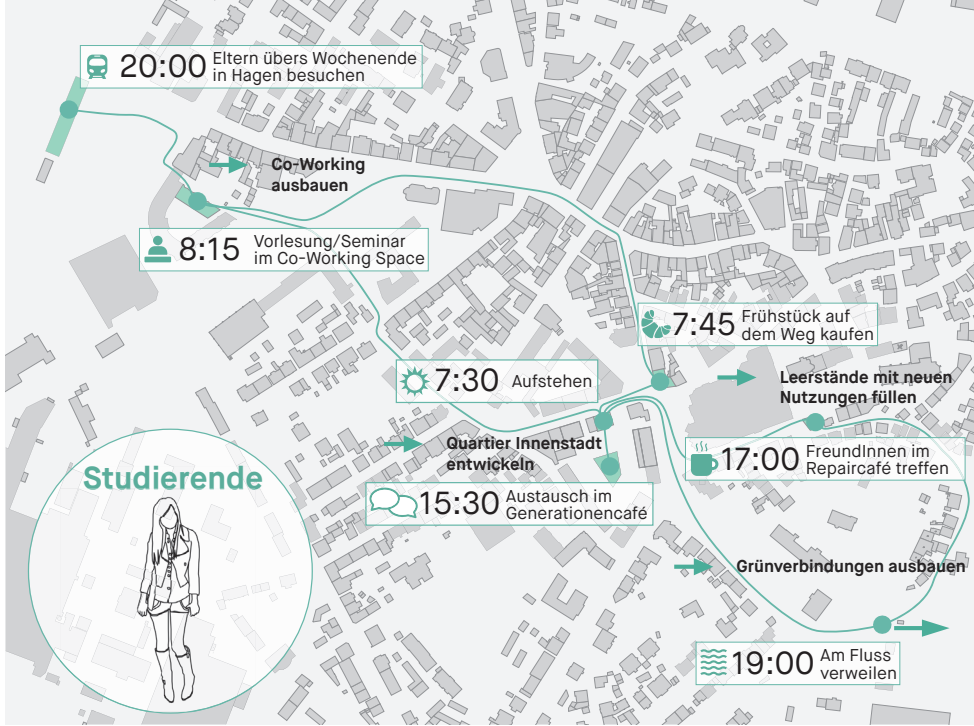 20:00 Eltern übers Wochenende
in Hagen besuchen
Co-Working
ausbauen
8:15 Vorlesung/Seminar
im Co-Working Space
7:45 Frühstück auf
dem Weg kaufen
7:30 Aufstehen
Leerstände mit neuen
Nutzungen füllen
Quartier Innenstadt
entwickeln
17:00 FreundInnen im
Repaircafé treffen
Studierende
15:30 Austausch im
Generationencafé
Grünverbindungen ausbauen
19:00 Am Fluss
verweilen